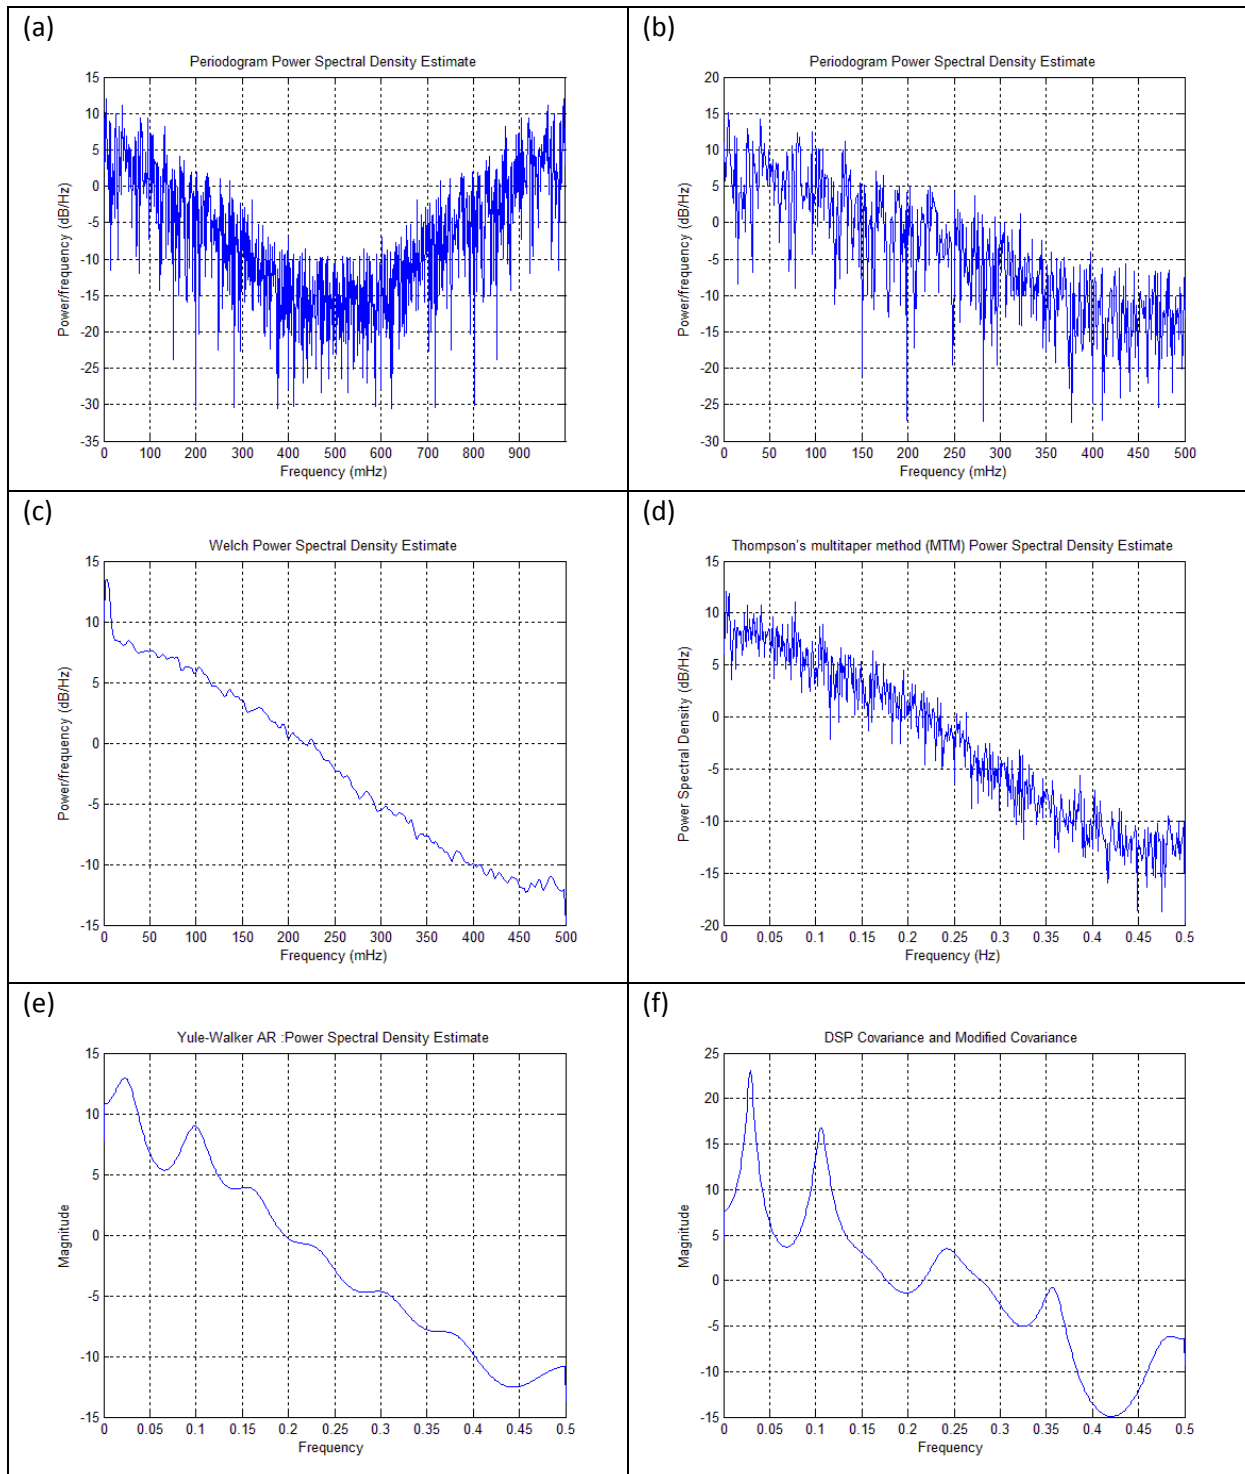 (a)
Periodogram Power Spectral Density Estimate
15
10
5
0
-5
-10
-15
-20
-25
-30
-35
Power/frequency (dB/Hz)
0 100 200 300 400 500 600 700 800 900
Frequency (mHz)
(b)
Periodogram Power Spectral Density Estimate
20
15
10
5
0
-5
-10
-15
-20
-25
-30
Power/frequency (dB/Hz)
0 50 100 150 200 250 300 350 400 450 500
Frequency (mHz)
(c)
Welch Power Spectral Density Estimate
15
10
5
0
-5
-10
-15
Power/frequency (dB/Hz)
0 50 100 150 200 250 300 350 400 450 500
Frequency (mHz)
(d)
Thompson's multitaper method (MTM) Power Spectral Density Estimate
15
10
5
0
-5
-10
-15
-20
Power Spectral Density (dB/Hz)
0 0.05 0.1 0.15 0.2 0.25 0.3 0.35 0.4 0.45 0.5
Frequency (Hz)
(e)
Yule-Walker AR :Power Spectral Density Estimate
15
10
5
0
-5
-10
-15
Magnitude
0 0.05 0.1 0.15 0.2 0.25 0.3 0.35 0.4 0.45 0.5
Frequency
(f)
DSP Covariance and Modified Covariance
25
20
15
10
5
0
-5
-10
-15
Magnitude
0 0.05 0.1 0.15 0.2 0.25 0.3 0.35 0.4 0.45 0.5
Frequency